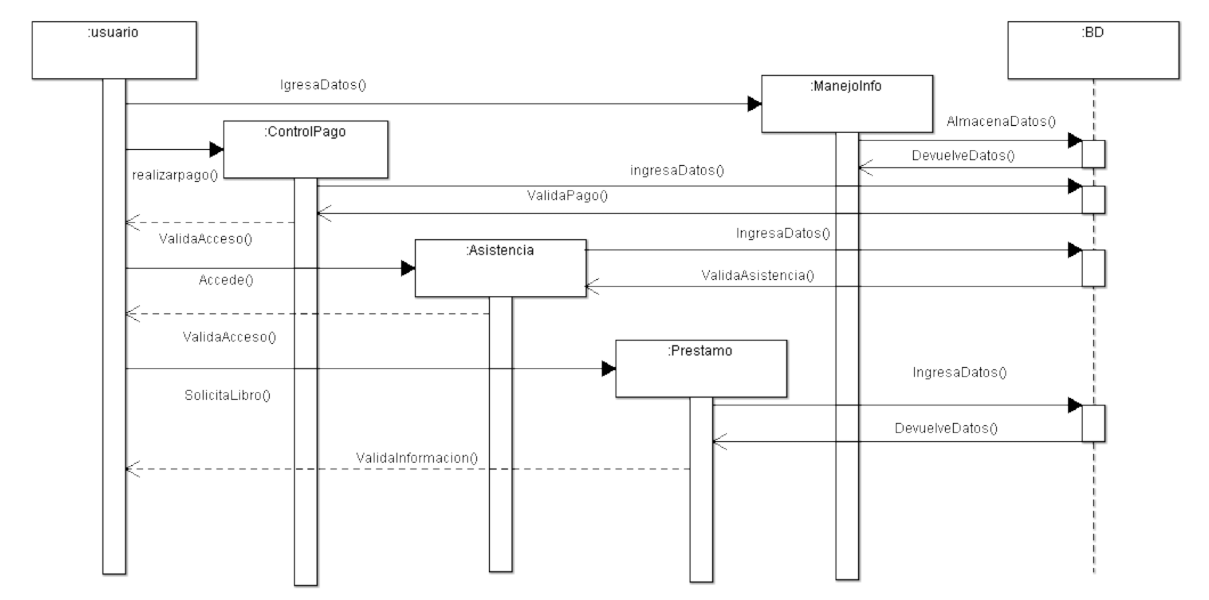 :usuario
:BD
IgresaDatos()
:ManejoInfo
AlmacenaDatos()
:ControlPago
DevuelveDatos()
realizarpago()
ingresaDatos()
ValidaPago()
ValidaAcceso()
IngresaDatos()
:Asistencia
Accede()
ValidaAsistencia()
ValidaAcceso()
:Prestamo
IngresaDatos()
SolicitaLibro()
DevuelveDatos()
ValidaInformacion()